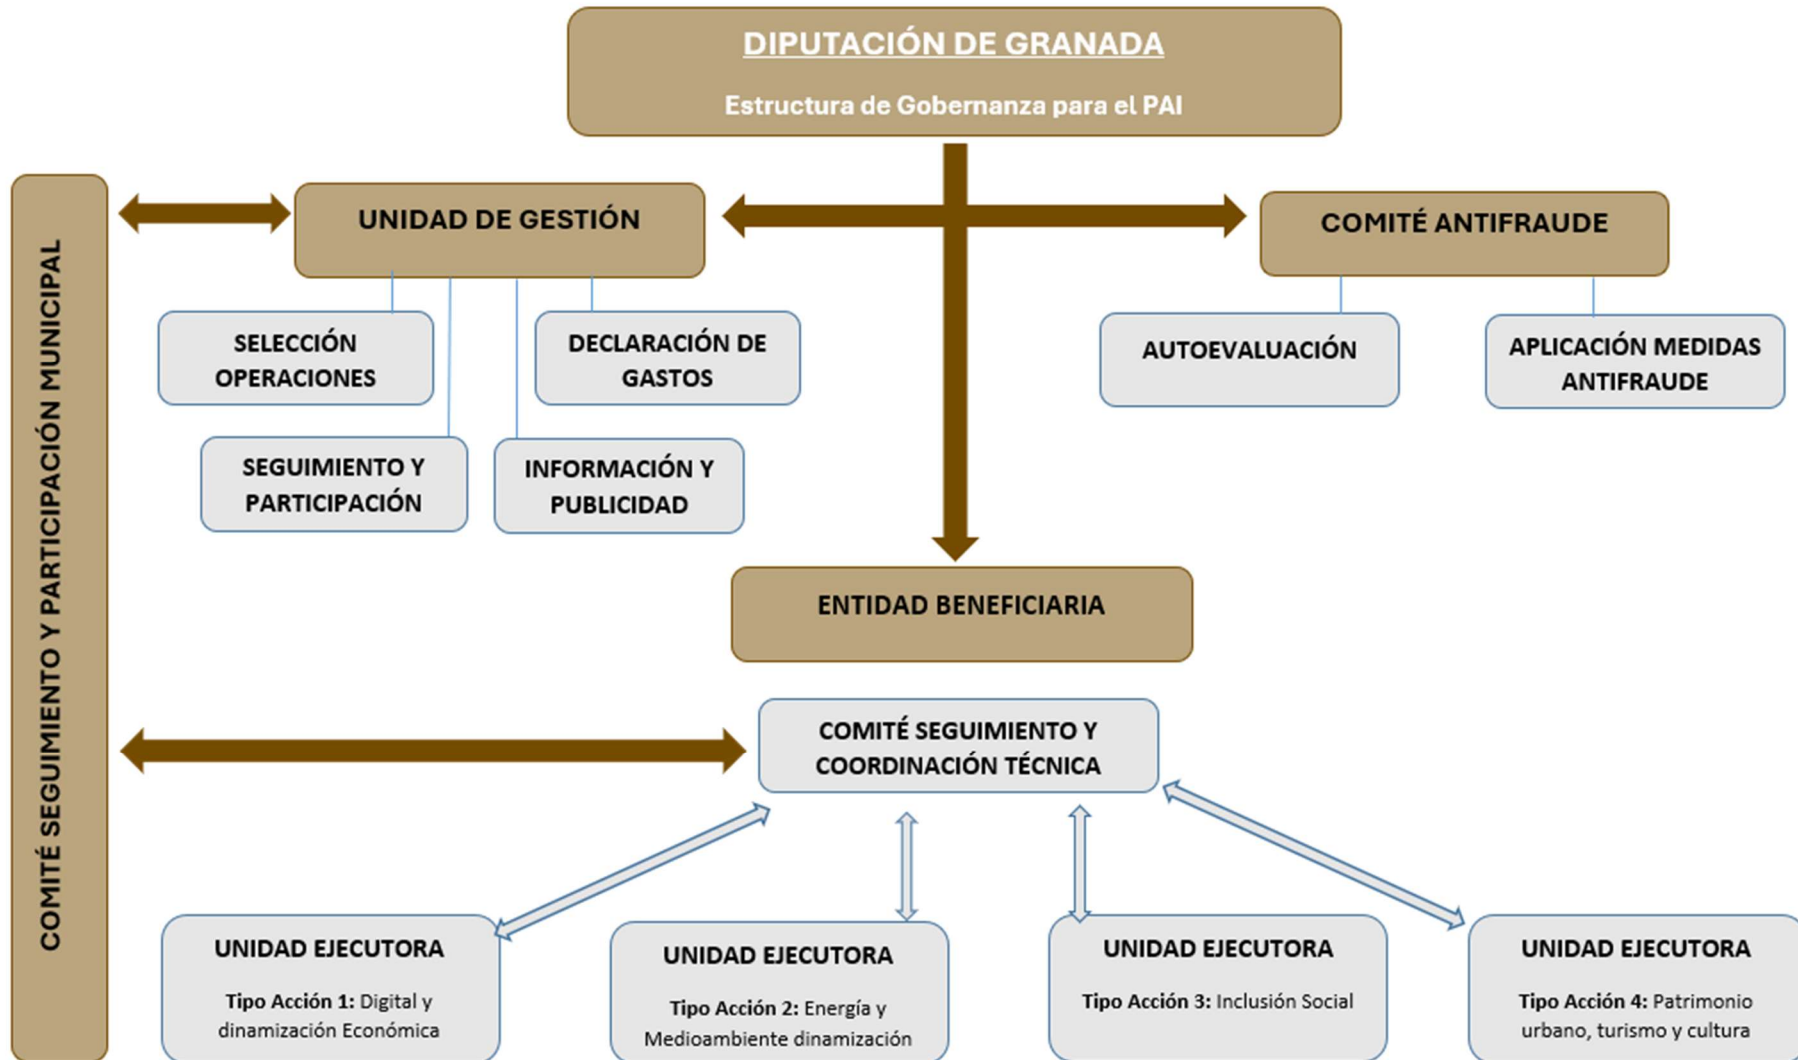 DIPUTACIÓN DE GRANADA
Estructura de Gobernanza para el PAI
COMITÉ SEGUIMIENTO Y PARTICIPACIÓN MUNICIPAL
UNIDAD DE GESTIÓN
COMITÉ ANTIFRAUDE
SELECCIÓN
OPERACIONES
DECLARACIÓN DE
GASTOS
AUTOEVALUACIÓN
APLICACIÓN MEDIDAS
ANTIFRAUDE
SEGUIMIENTO Y
PARTICIPACIÓN
INFORMACIÓN Y
PUBLICIDAD
ENTIDAD BENEFICIARIA
COMITÉ SEGUIMIENTO Y
COORDINACIÓN TÉCNICA
UNIDAD EJECUTORA
Tipo Acción 1: Digital y
dinamización Económica
UNIDAD EJECUTORA
Tipo Acción 2: Energía y
Medioambiente dinamización
UNIDAD EJECUTORA
Tipo Acción 3: Inclusión Social
UNIDAD EJECUTORA
Tipo Acción 4: Patrimonio
urbano, turismo y cultura